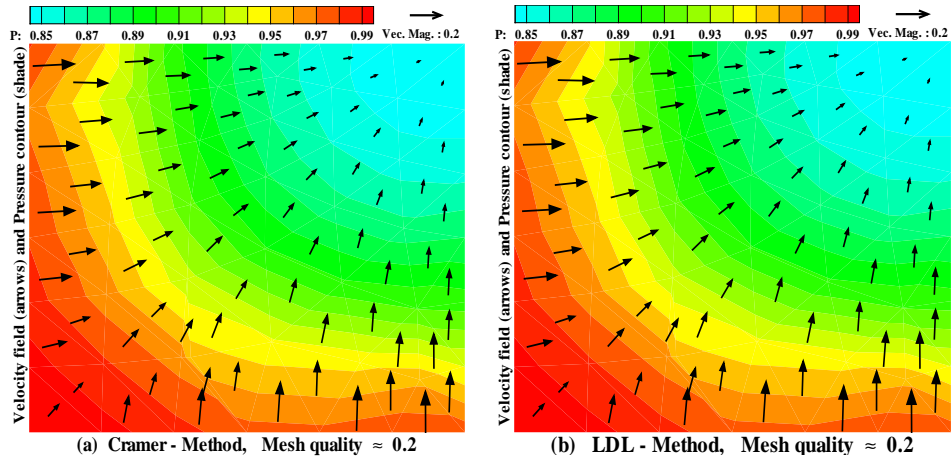 P: 0.85 0.87 0.89 0.91 0.93 0.95 0.97 0.99 Vec. Mag. : 0.2
Velocity field (arrows) and Pressure contour (shade)
(a) Cramer - Method, Mesh quality ≈ 0.2
P: 0.85 0.87 0.89 0.91 0.93 0.95 0.97 0.99 Vec. Mag. : 0.2
Velocity field (arrows) and Pressure contour (shade)
(b) LDL - Method, Mesh quality ≈ 0.2